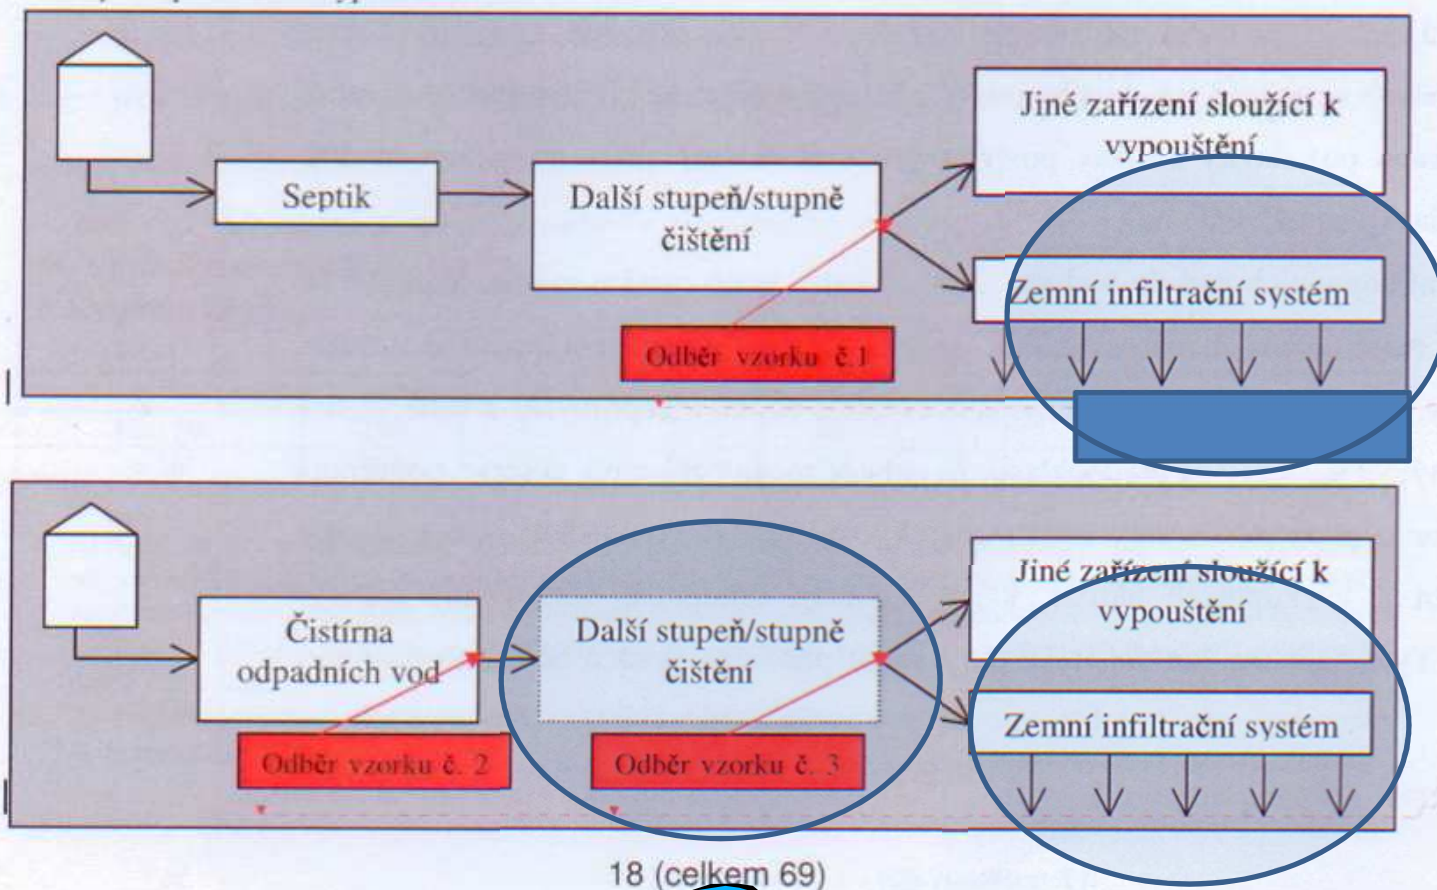 Jiné zařízení sloužící k
vypouštění
Septik
Další stupeň/stupně
čištění
Zemní infiltrační systém
Odběr vzorku č.1
Jiné zařízení sloužící k
vypouštění
Čistírna
odpadních vod
Další stupeň/stupně
čištění
Zemní infiltrační systém
Odběr vzorku č. 2
Odběr vzorku č. 3
18 (celkem 69)